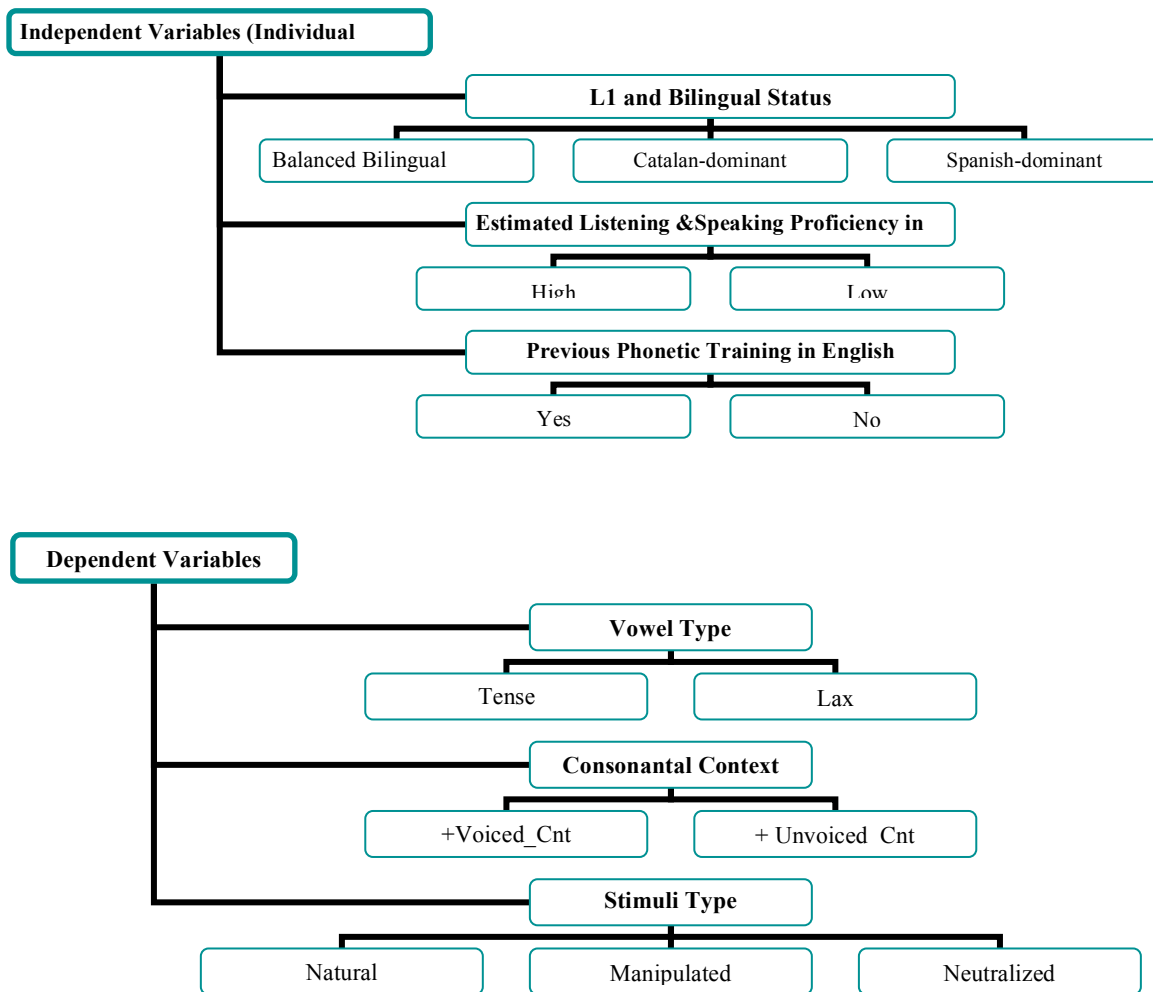 Independent Variables (Individual
L1 and Bilingual Status
Balanced Bilingual
Catalan-dominant
Spanish-dominant
Estimated Listening &Speaking Proficiency in
High
Low
Previous Phonetic Training in English
Yes
No
Dependent Variables
Vowel Type
Tense
Lax
Consonantal Context
+Voiced_Cnt
+ Unvoiced_Cnt
Stimuli Type
Natural
Manipulated
Neutralized